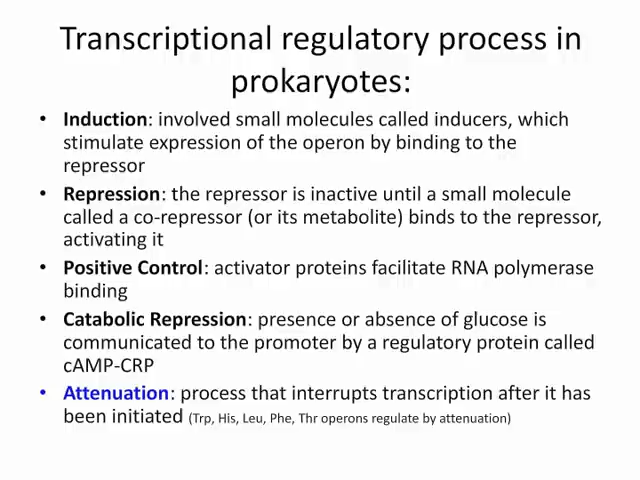 Transcriptional regulatory process in
prokaryotes:
• Induction: involved small molecules called inducers, which
stimulate expression of the operon by binding to the
repressor
• Repression: the repressor is inactive until a small molecule
called a co-repressor (or its metabolite) binds to the repressor,
activating it
• Positive Control: activator proteins facilitate RNA polymerase
binding
• Catabolic Repression: presence or absence of glucose is
communicated to the promoter by a regulatory protein called
cAMP-CRP
• Attenuation: process that interrupts transcription after it has
been initiated (Trp, His, Leu, Phe, Thr operons regulate by attenuation)